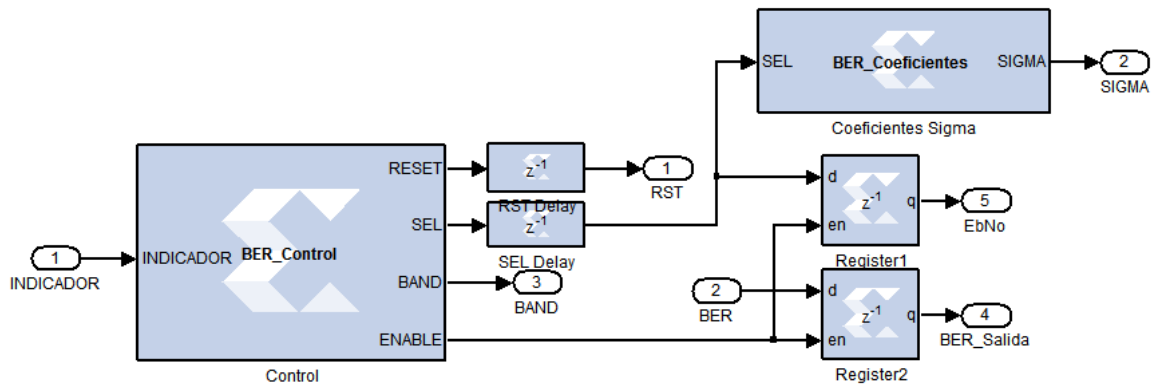 SEL
BER_Coeficientes
SIGMA
2
SIGMA
Coeficientes Sigma
INDICADOR
BER_Control
RESET
SEL
BAND
ENABLE
Control
1
INDICADOR
z-1
RST Delay
1
RST
z-1
SEL Delay
3
BAND
d
en
z-1
q
Register1
5
EbNo
2
BER
d
en
z-1
q
Register2
4
BER_Salida